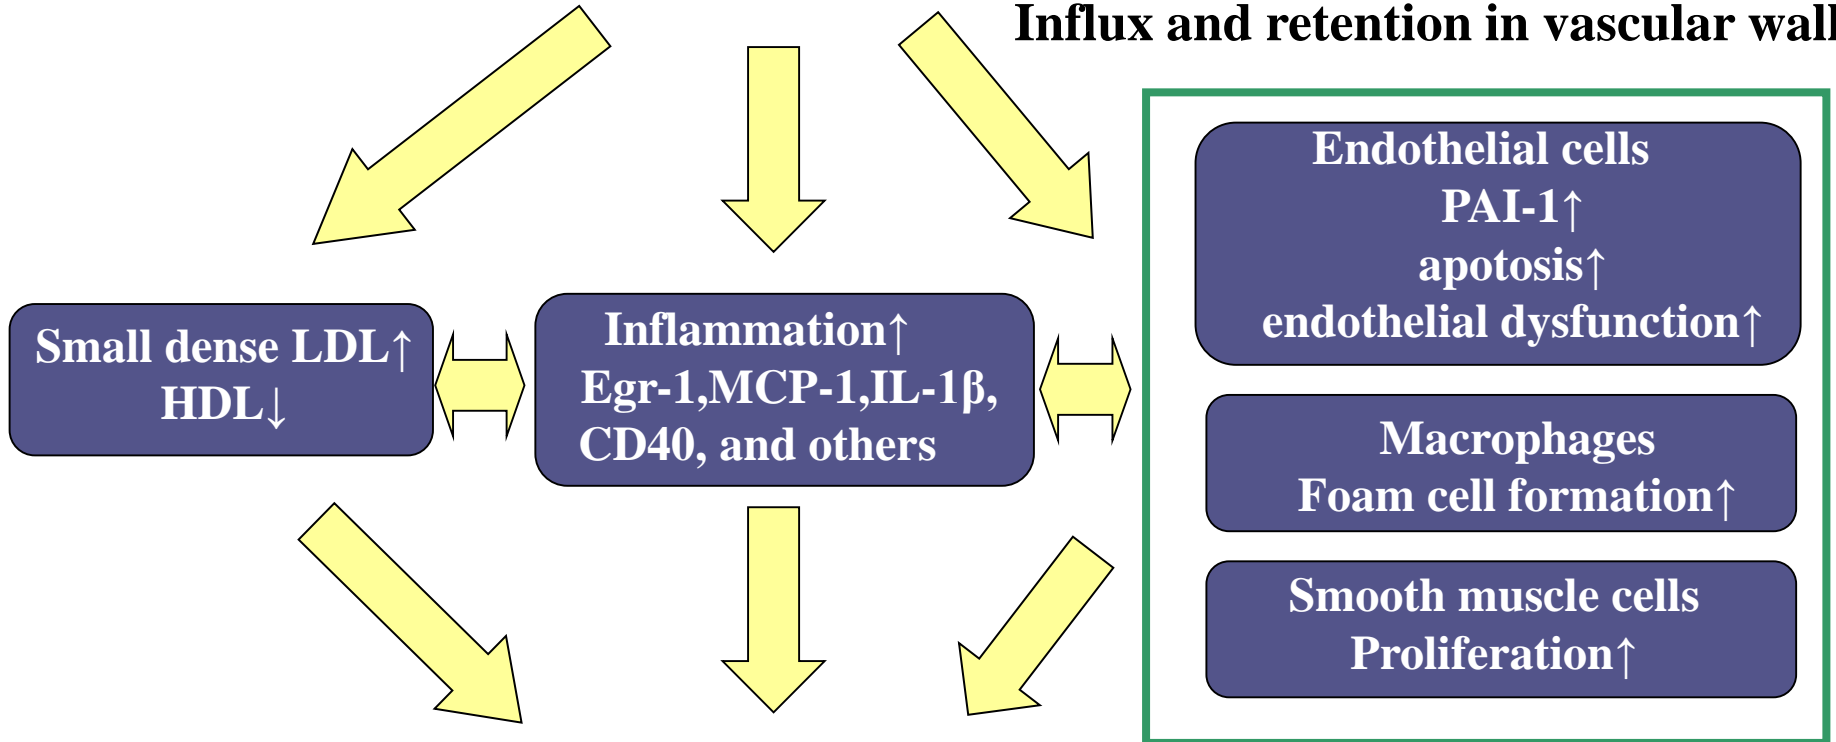 Influx and retention in vascular wall
Endothelial cells
PAI-1↑
apotosis↑
endothelial dysfunction↑
Small dense LDL↑
HDL↓
Inflammation↑
Egr-1,MCP-1,IL-1β,
CD40, and others
Macrophages
Foam cell formation↑
Smooth muscle cells
Proliferation↑